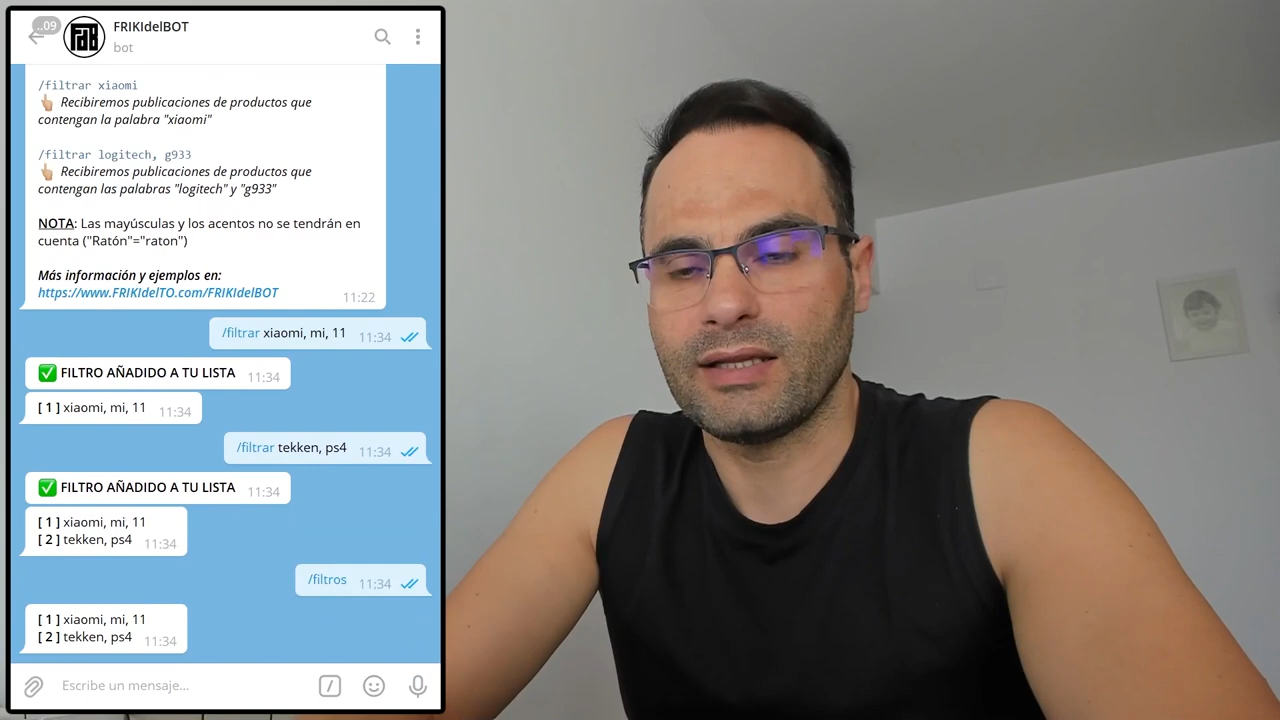 ..09
FRIKIdelBOT
bot
/filtrar xiaomi
👆🏼 Recibiremos publicaciones de productos que
contengan la palabra "xiaomi"
/filtrar logitech, g933
👆🏼 Recibiremos publicaciones de productos que
contengan las palabras "logitech" y "g933"
NOTA: Las mayúsculas y los acentos no se tendrán en
cuenta ("Ratón"="raton")
Más información y ejemplos en:
https://www.FRIKIdelTO.com/FRIKIdelBOT
11:22
/filtrar xiaomi, mi, 11 11:34
✅ FILTRO AÑADIDO A TU LISTA 11:34
[ 1 ] xiaomi, mi, 11 11:34
/filtrar tekken, ps4 11:34
✅ FILTRO AÑADIDO A TU LISTA 11:34
[ 1 ] xiaomi, mi, 11
[ 2 ] tekken, ps4 11:34
/filtros 11:34
[ 1 ] xiaomi, mi, 11
[ 2 ] tekken, ps4 11:34
Escribe un mensaje...